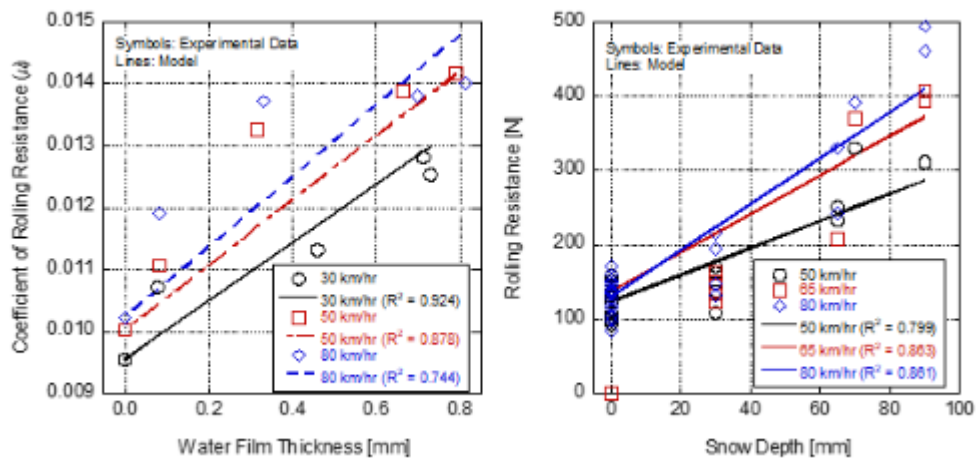 0.015
0.014
0.013
0.012
0.011
0.010
0.009
Coefficient of Rolling Resistance (μ)
Symbols: Experimental Data
Lines: Model
30 km/hr
30 km/hr (R² = 0.924)
50 km/hr
50 km/hr (R² = 0.878)
80 km/hr
80 km/hr (R² = 0.744)
0.0 0.2 0.4 0.6 0.8
Water Film Thickness [mm]
500
400
300
200
100
0
Rolling Resistance [N]
Symbols: Experimental Data
Lines: Model
50 km/hr
65 km/hr
80 km/hr
50 km/hr (R² = 0.799)
65 km/hr (R² = 0.863)
80 km/hr (R² = 0.861)
0 20 40 60 80 100
Snow Depth [mm]